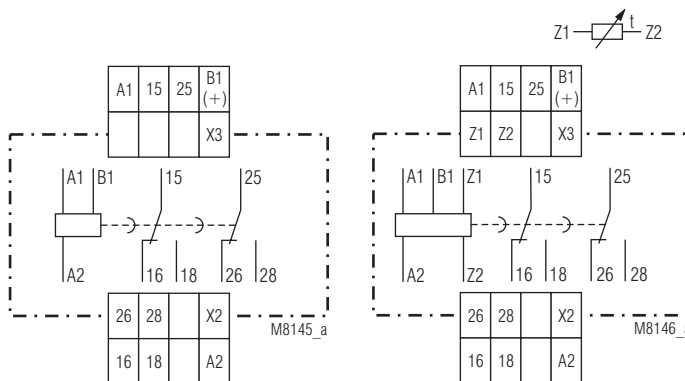 Z1 t Z2
A1 15 25 B1 (+)
X3
A1 B1 15 25
A2 16 18 26 28
26 28 X2
M8145_a
16 18 A2
A1 15 25 B1 (+)
Z1 Z2 X3
A1 B1 Z1 15 25
A2 Z2 16 18 26 28
26 28 X2
M8146_a
16 18 A2